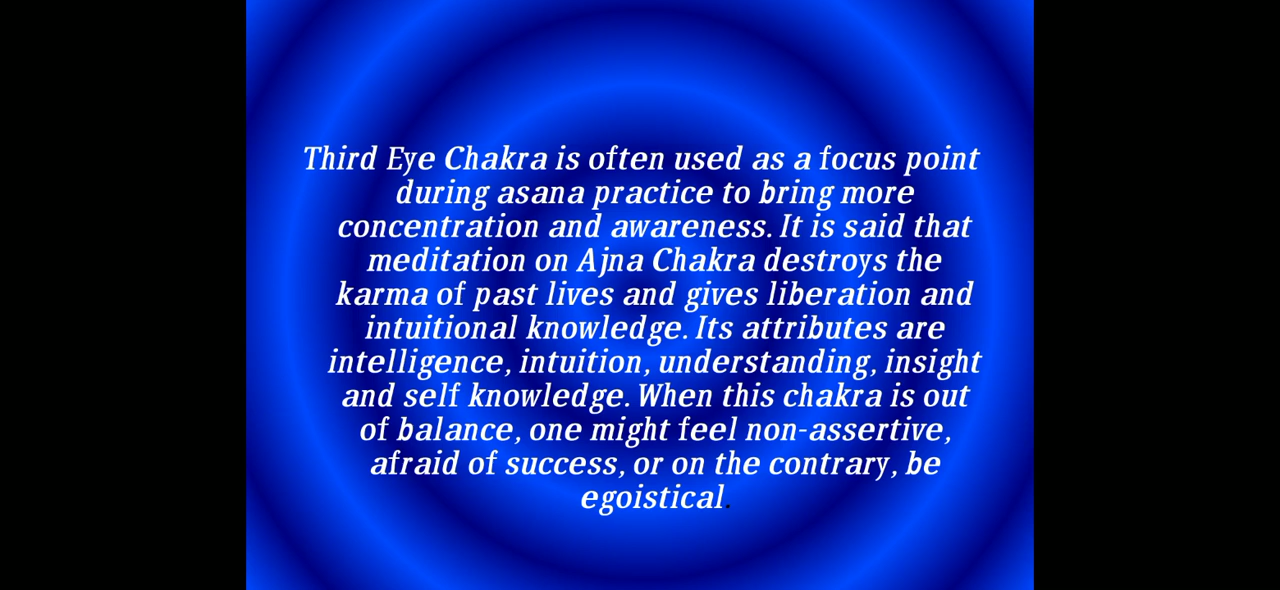 Third Eye Chakra is often used as a focus point
during asana practice to bring more
concentration and awareness. It is said that
meditation on Ajna Chakra destroys the
karma of past lives and gives liberation and
intuitional knowledge. Its attributes are
intelligence, intuition, understanding, insight
and self knowledge. When this chakra is out
of balance, one might feel non-assertive,
afraid of success, or on the contrary, be
egoistical.